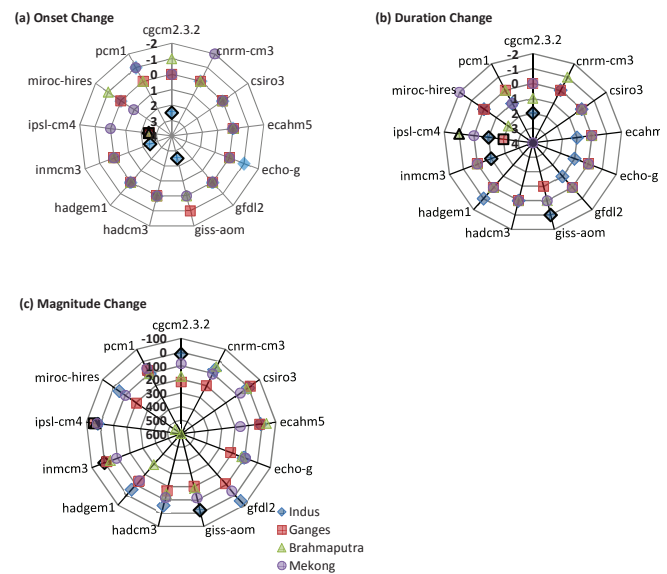 (a) Onset Change
cgcm2.3.2
cnrm-cm3
csiro3
ecahm5
echo-g
gfdl2
giss-aom
hadcm3
hadgem1
inmcm3
ipsl-cm4
miroc-hires
pcm1
-2
-1
0
1
2
3
(b) Duration Change
cgcm2.3.2
cnrm-cm3
csiro3
ecahm
echo-g
gfdl2
giss-aom
hadcm3
hadgem1
inmcm3
ipsl-cm4
miroc-hires
pcm1
-2
-1
0
1
2
3
4
(c) Magnitude Change
cgcm2.3.2
cnrm-cm3
csiro3
ecahm5
echo-g
gfdl2
giss-aom
hadcm3
hadgem1
inmcm3
ipsl-cm4
miroc-hires
pcm1
-100
0
100
200
300
400
500
600
Indus
Ganges
Brahmaputra
Mekong